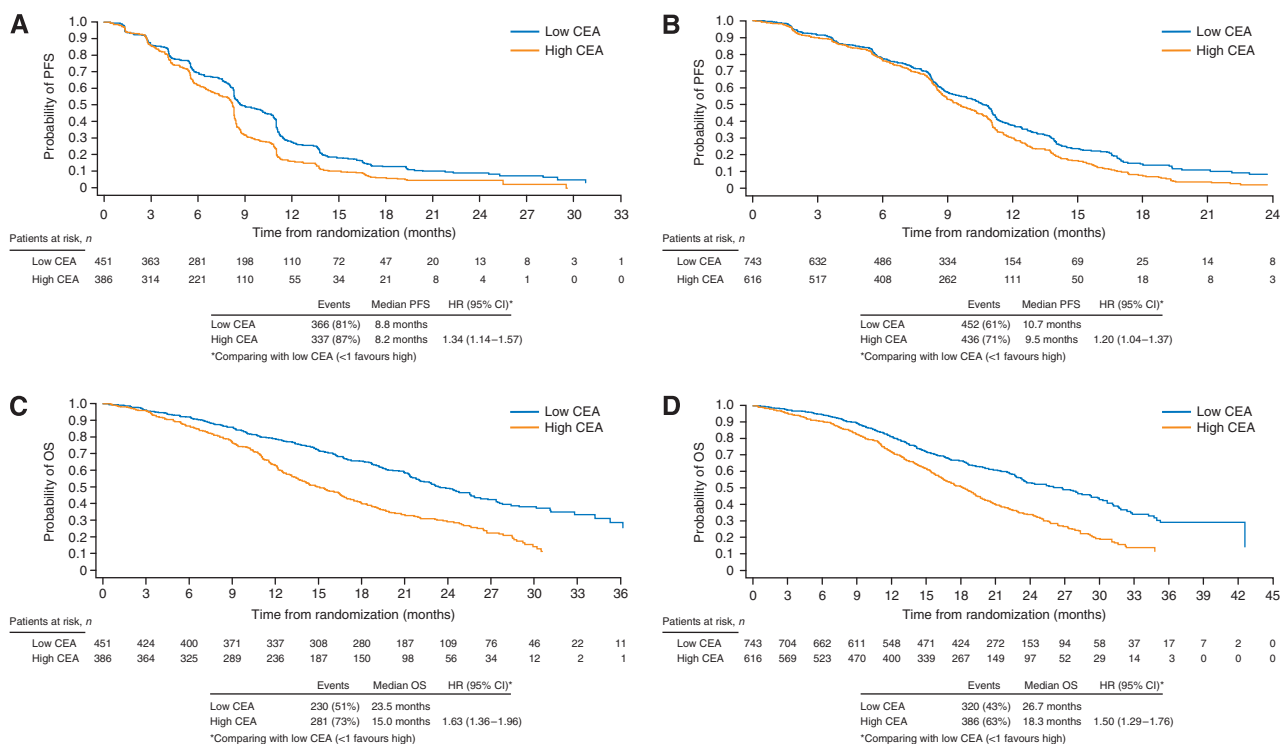 A
1.0
0.9
0.8
0.7
0.6
0.5
0.4
0.3
0.2
0.1
0
Probability of PFS
Low CEA
High CEA
0 3 6 9 12 15 18 21 24 27 30 33
Time from randomization (months)
Patients at risk, n
Low CEA 451 363 281 198 110 72 47 20 13 8 3 1
High CEA 386 314 221 110 55 34 21 8 4 1 0 0
Events Median PFS HR (95% CI)*
Low CEA 366 (81%) 8.8 months
High CEA 337 (87%) 8.2 months 1.34 (1.14–1.57)
*Comparing with low CEA (<1 favours high)
B
1.0
0.9
0.8
0.7
0.6
0.5
0.4
0.3
0.2
0.1
0
Probability of PFS
Low CEA
High CEA
0 3 6 9 12 15 18 21 24
Time from randomization (months)
Patients at risk, n
Low CEA 743 632 486 334 154 69 25 14 8
High CEA 616 517 408 262 111 50 18 8 3
Events Median PFS HR (95% CI)*
Low CEA 452 (61%) 10.7 months
High CEA 436 (71%) 9.5 months 1.20 (1.04–1.37)
*Comparing with low CEA (<1 favours high)
C
1.0
0.9
0.8
0.7
0.6
0.5
0.4
0.3
0.2
0.1
0
Probability of OS
Low CEA
High CEA
0 3 6 9 12 15 18 21 24 27 30 33 36
Time from randomization (months)
Patients at risk, n
Low CEA 451 424 400 371 337 308 280 187 109 76 46 22 11
High CEA 386 364 325 289 236 187 150 98 56 34 12 2 1
Events Median OS HR (95% CI)*
Low CEA 230 (51%) 23.5 months
High CEA 281 (73%) 15.0 months 1.63 (1.36–1.96)
*Comparing with low CEA (<1 favours high)
D
1.0
0.9
0.8
0.7
0.6
0.5
0.4
0.3
0.2
0.1
0
Probability of OS
Low CEA
High CEA
0 3 6 9 12 15 18 21 24 27 30 33 36 39 42 45
Time from randomization (months)
Patients at risk, n
Low CEA 743 704 662 611 548 471 424 272 153 94 58 37 17 7 2 0
High CEA 616 569 523 470 400 339 267 149 97 52 29 14 3 0 0 0
Events Median OS HR (95% CI)*
Low CEA 320 (43%) 26.7 months
High CEA 386 (63%) 18.3 months 1.50 (1.29–1.76)
*Comparing with low CEA (<1 favours high)